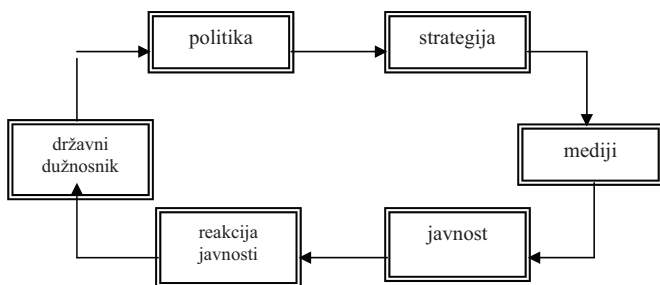 politika
strategija
državni
dužnosnik
mediji
reakcija
javnosti
javnost